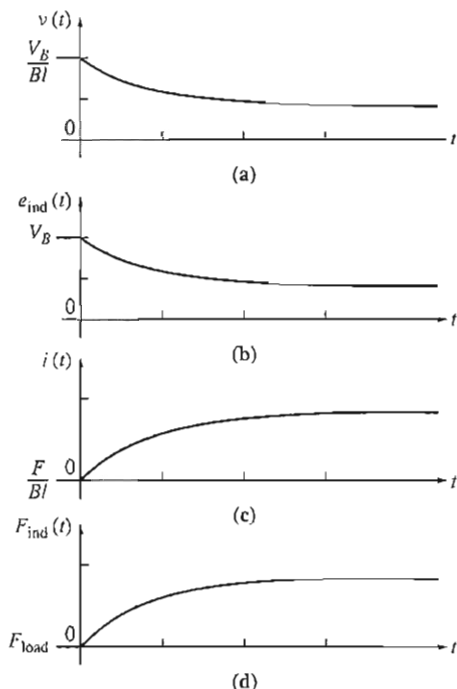 v (t)
V_B
Bl
0
t
(a)
e_ind (t)
V_B
0
t
(b)
i (t)
0
F
Bl
t
(c)
F_ind (t)
0
F_load
t
(d)